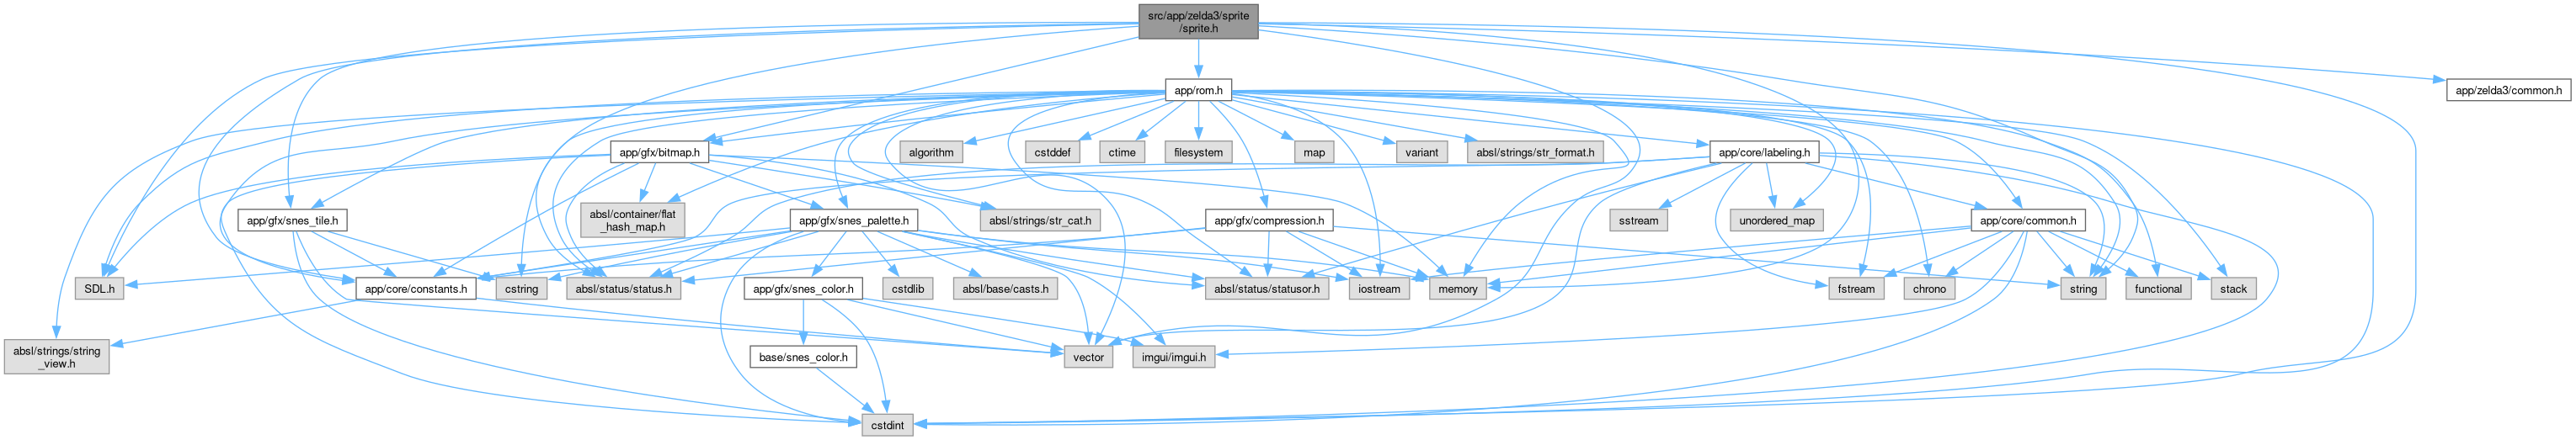 src/app/zelda3/sprite
/sprite.h
app/rom.h
app/zelda3/common.h
app/gfx/bitmap.h
algorithm
cstddef
ctime
filesystem
map
variant
absl/strings/str_format.h
app/core/labeling.h
app/gfx/snes_tile.h
absl/container/flat
_hash_map.h
app/gfx/snes_palette.h
absl/strings/str_cat.h
app/gfx/compression.h
sstream
unordered_map
app/core/common.h
SDL.h
app/core/constants.h
cstring
absl/status/status.h
app/gfx/snes_color.h
cstdlib
absl/base/casts.h
absl/status/statusor.h
iostream
memory
fstream
chrono
string
functional
stack
absl/strings/string
_view.h
base/snes_color.h
vector
imgui/imgui.h
cstdint